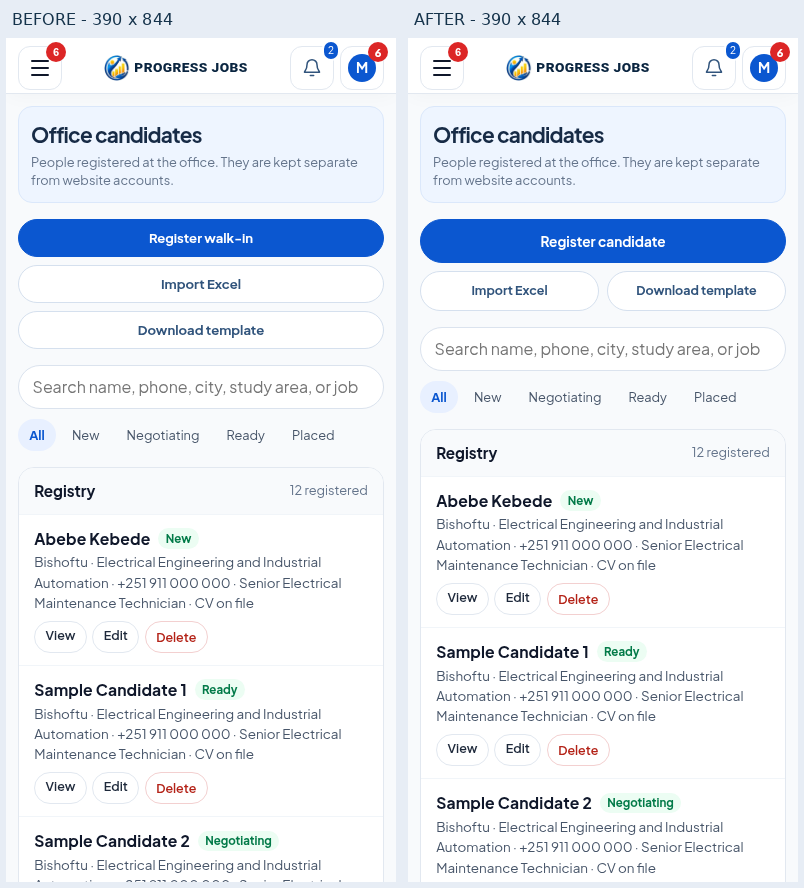 BEFORE - 390 x 844
6
PROGRESS JOBS
2
M
6
Office candidates
People registered at the office. They are kept separate
from website accounts.
Register walk-in
Import Excel
Download template
Search name, phone, city, study area, or job
All New Negotiating Ready Placed
Registry 12 registered
Abebe Kebede New
Bishoftu · Electrical Engineering and Industrial
Automation · +251 911 000 000 · Senior Electrical
Maintenance Technician · CV on file
View Edit Delete
Sample Candidate 1 Ready
Bishoftu · Electrical Engineering and Industrial
Automation · +251 911 000 000 · Senior Electrical
Maintenance Technician · CV on file
View Edit Delete
Sample Candidate 2 Negotiating
Bishoftu · Electrical Engineering and Industrial
AFTER - 390 x 844
6
PROGRESS JOBS
2
M
6
Office candidates
People registered at the office. They are kept separate
from website accounts.
Register candidate
Import Excel Download template
Search name, phone, city, study area, or job
All New Negotiating Ready Placed
Registry 12 registered
Abebe Kebede New
Bishoftu · Electrical Engineering and Industrial
Automation · +251 911 000 000 · Senior Electrical
Maintenance Technician · CV on file
View Edit Delete
Sample Candidate 1 Ready
Bishoftu · Electrical Engineering and Industrial
Automation · +251 911 000 000 · Senior Electrical
Maintenance Technician · CV on file
View Edit Delete
Sample Candidate 2 Negotiating
Bishoftu · Electrical Engineering and Industrial
Automation · +251 911 000 000 · Senior Electrical
Maintenance Technician · CV on file